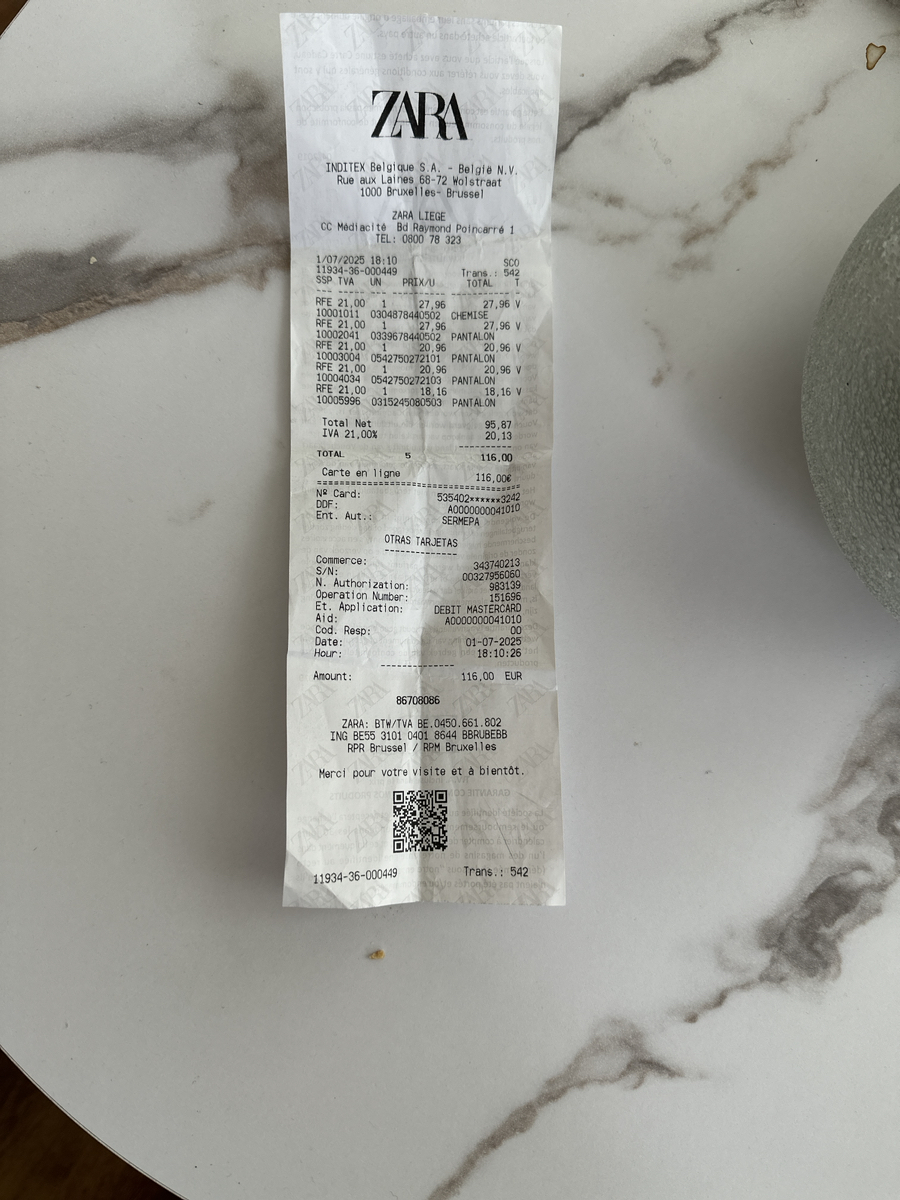 ZARA
INDITEX Belgique S.A. - België N.V.
Rue aux Laines 68-72 Wolstraat
1000 Bruxelles- Brussel
ZARA LIEGE
CC Médiacité Bd Raymond Poincarré 1
TEL: 0800 78 323
1/07/2025 18:10 SCO
11934-36-000449 Trans.: 542
SSP TVA UN PRIX/U TOTAL T
RFE 21,00 1 27,96 27,96 V
10001011 0304878440502 CHEMISE
RFE 21,00 1 27,96 27,96 V
10002041 0339678440502 PANTALON
RFE 21,00 1 20,96 20,96 V
10003004 0542750272101 PANTALON
RFE 21,00 1 20,96 20,96 V
10004034 0542750272103 PANTALON
RFE 21,00 1 18,16 18,16 V
10005996 0315245080503 PANTALON
Total Net 95,87
IVA 21,00% 20,13
TOTAL 5 116,00
Carte en ligne 116,00€
Nº Card: 535402******3242
DDF: A0000000041010
Ent. Aut.: SERMEPA
OTRAS TARJETAS
Commerce: 343740213
S/N: 00327956060
N. Authorization: 983139
Operation Number: 151696
Et. Application: DEBIT MASTERCARD
Aid: A0000000041010
Cod. Resp: 00
Date: 01-07-2025
Hour: 18:10:26
Amount: 116,00 EUR
86708086
ZARA: BTW/TVA BE.0450.661.802
ING BE55 3101 0401 8644 BBRUBEBB
RPR Brussel / RPM Bruxelles
Merci pour votre visite et à bientôt.
11934-36-000449 Trans.: 542